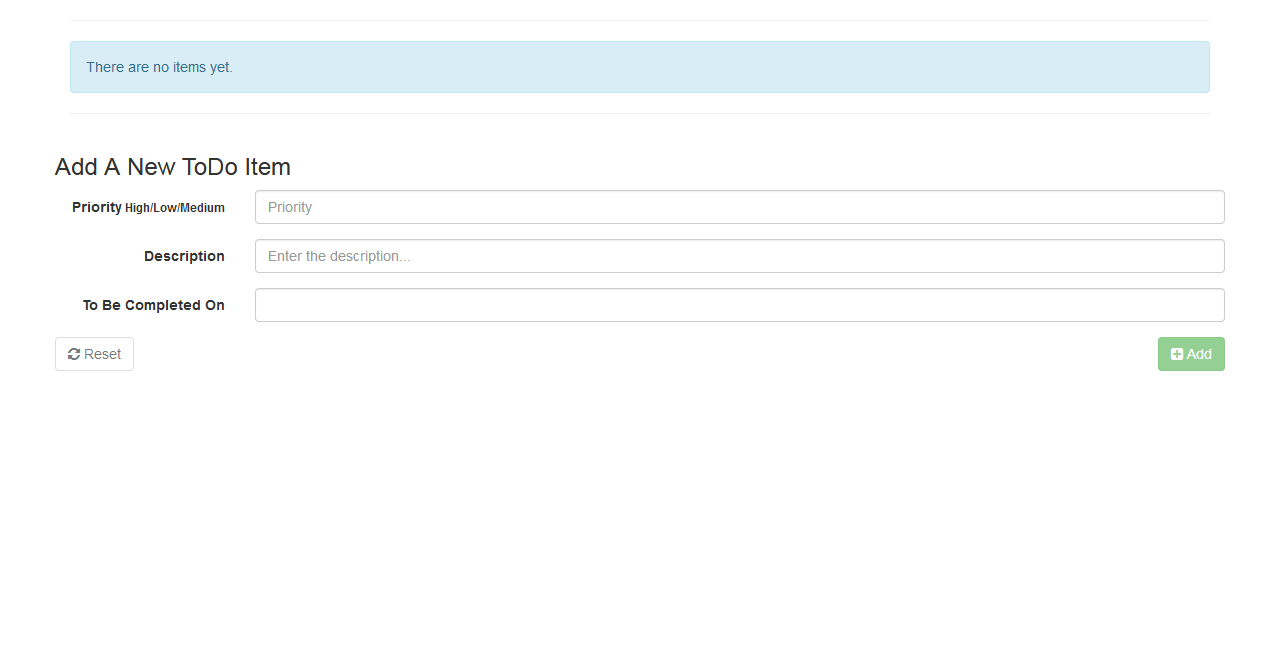 There are no items yet.
Add A New ToDo Item
Priority High/Low/Medium
Priority
Description
Enter the description...
To Be Completed On
Reset
Add